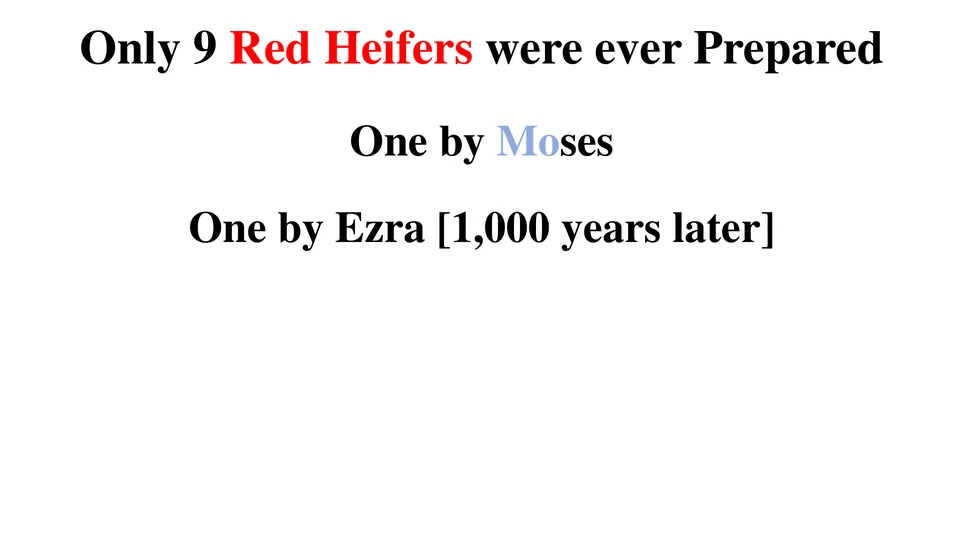 Only 9 Red Heifers were ever Prepared
One by Moses
One by Ezra [1,000 years later]